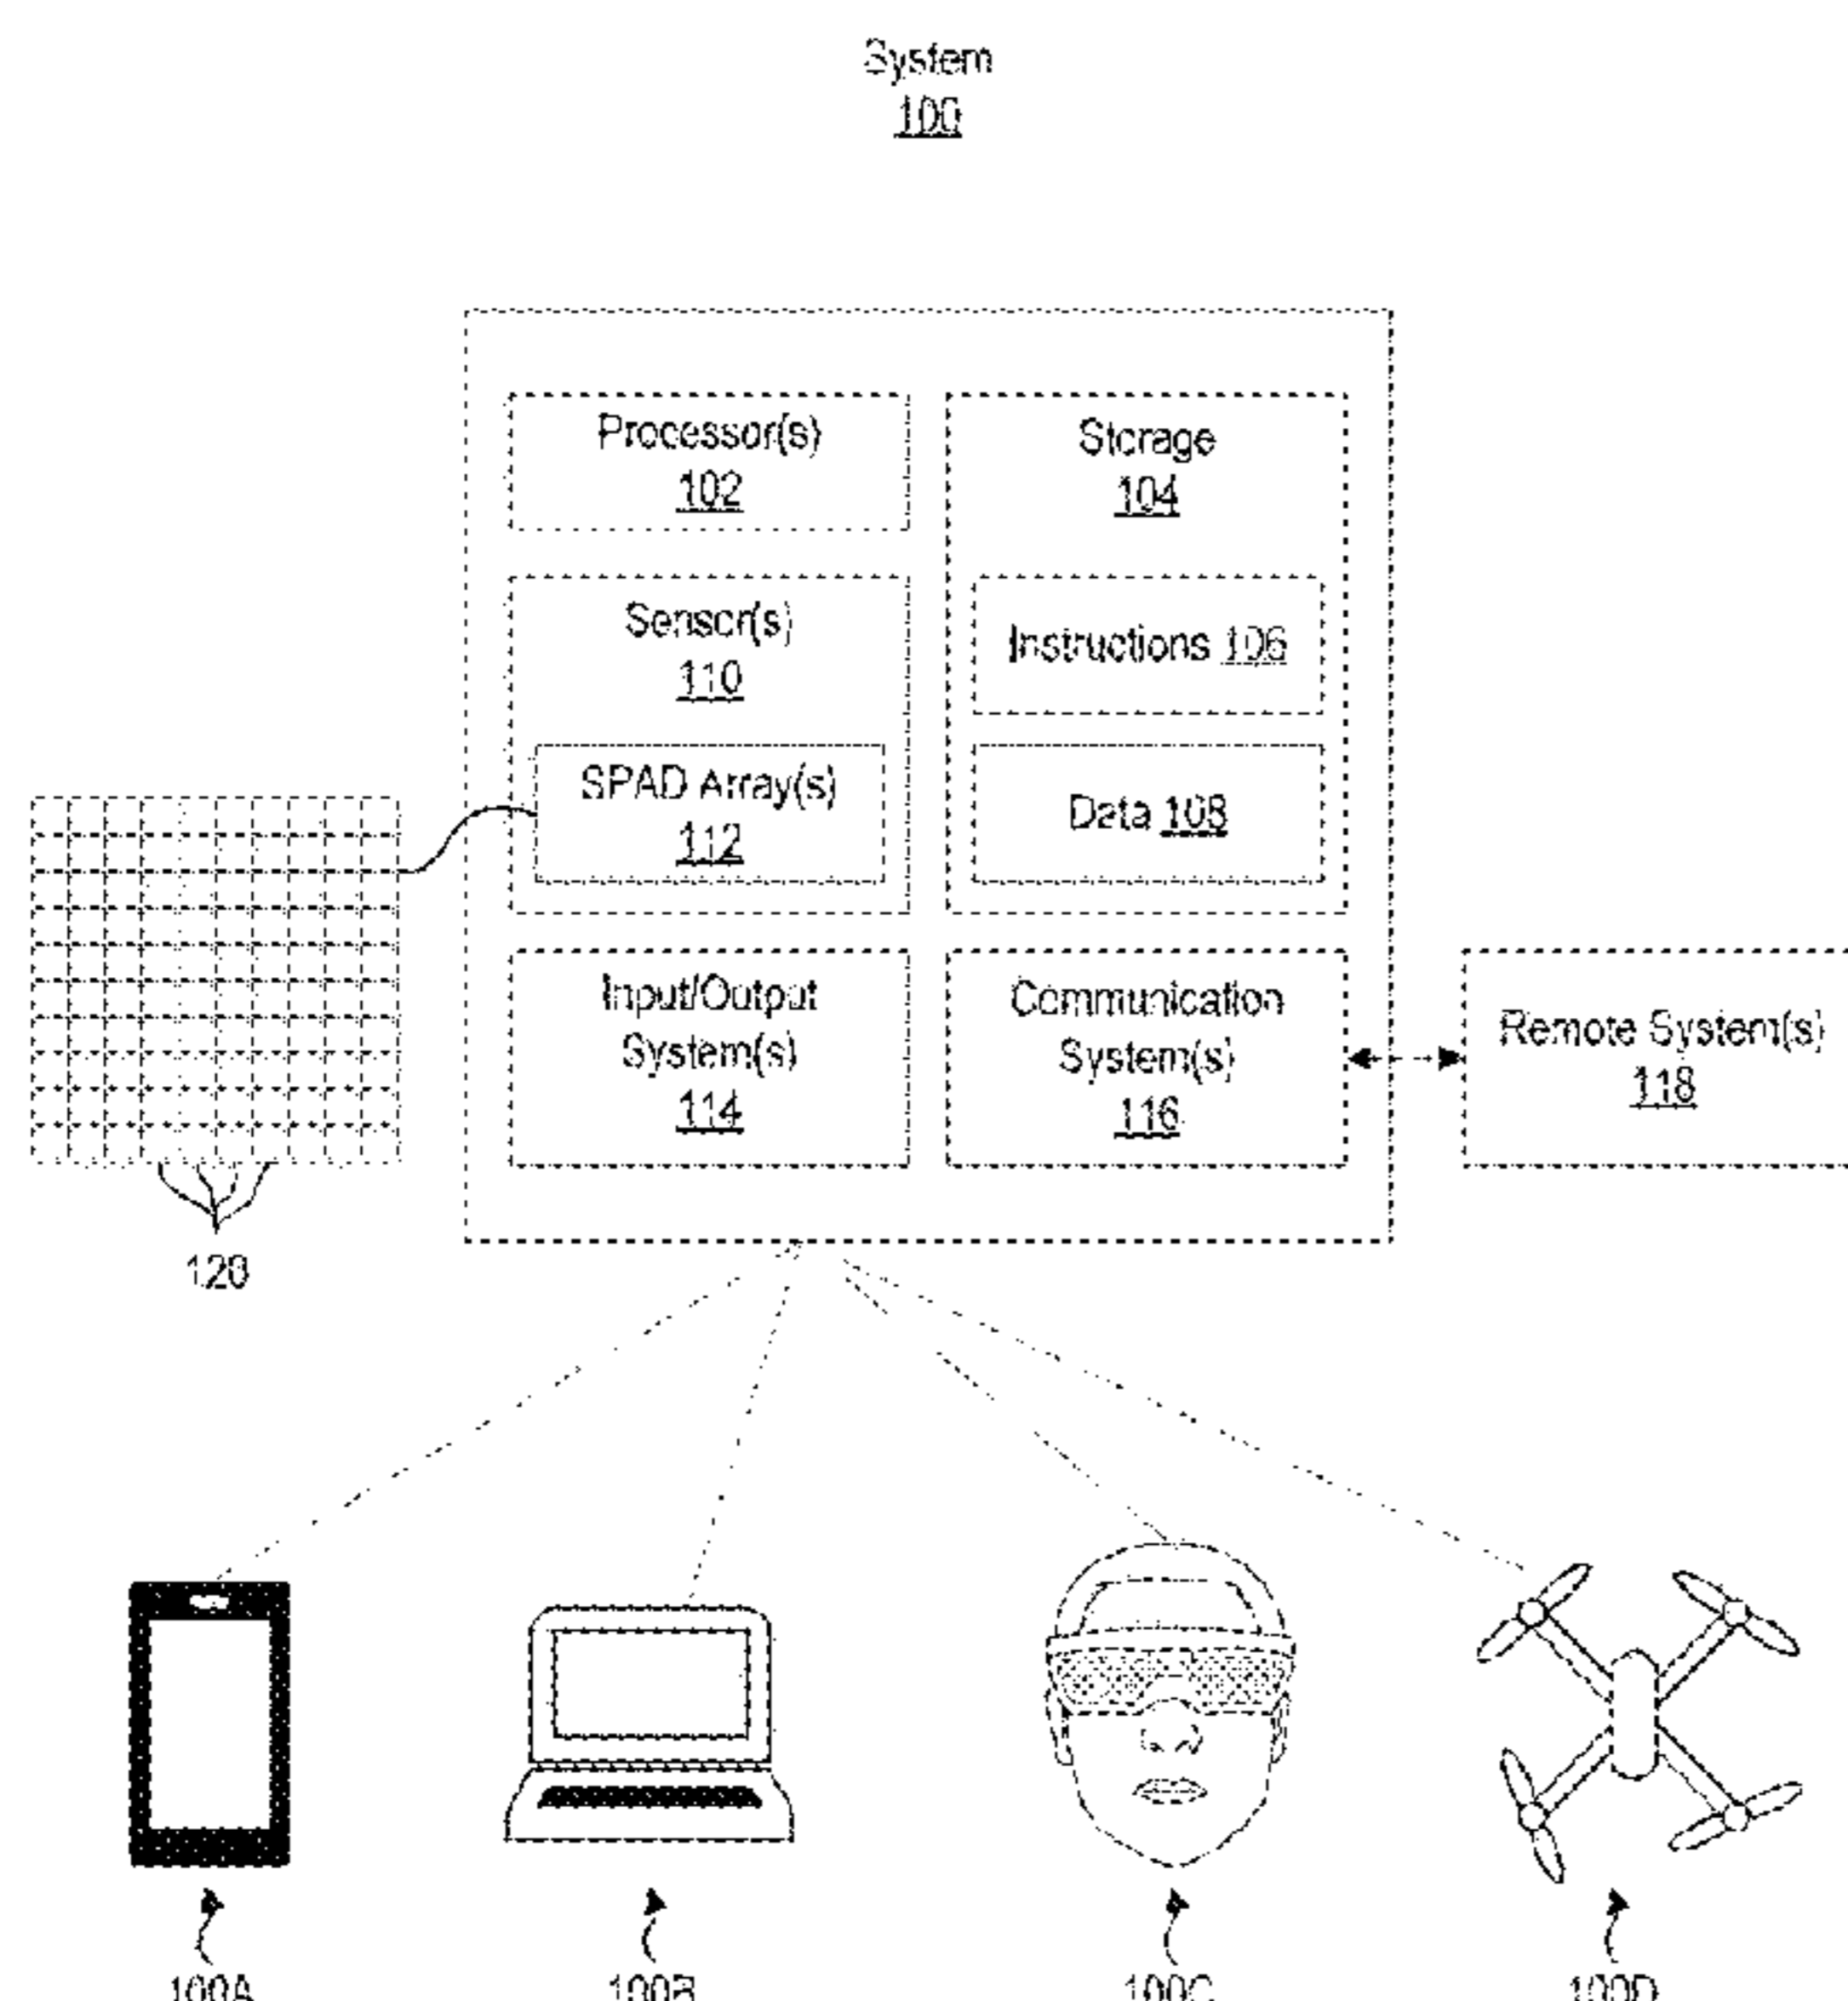 System
100
Processor(s)
102
Storage
104
Sensor(s)
110
Instructions 106
SPAD Array(s)
112
Data 108
Input/Output
System(s)
114
Communication
System(s)
116
Remote System(s)
118
120
100A
100B
100C
100D